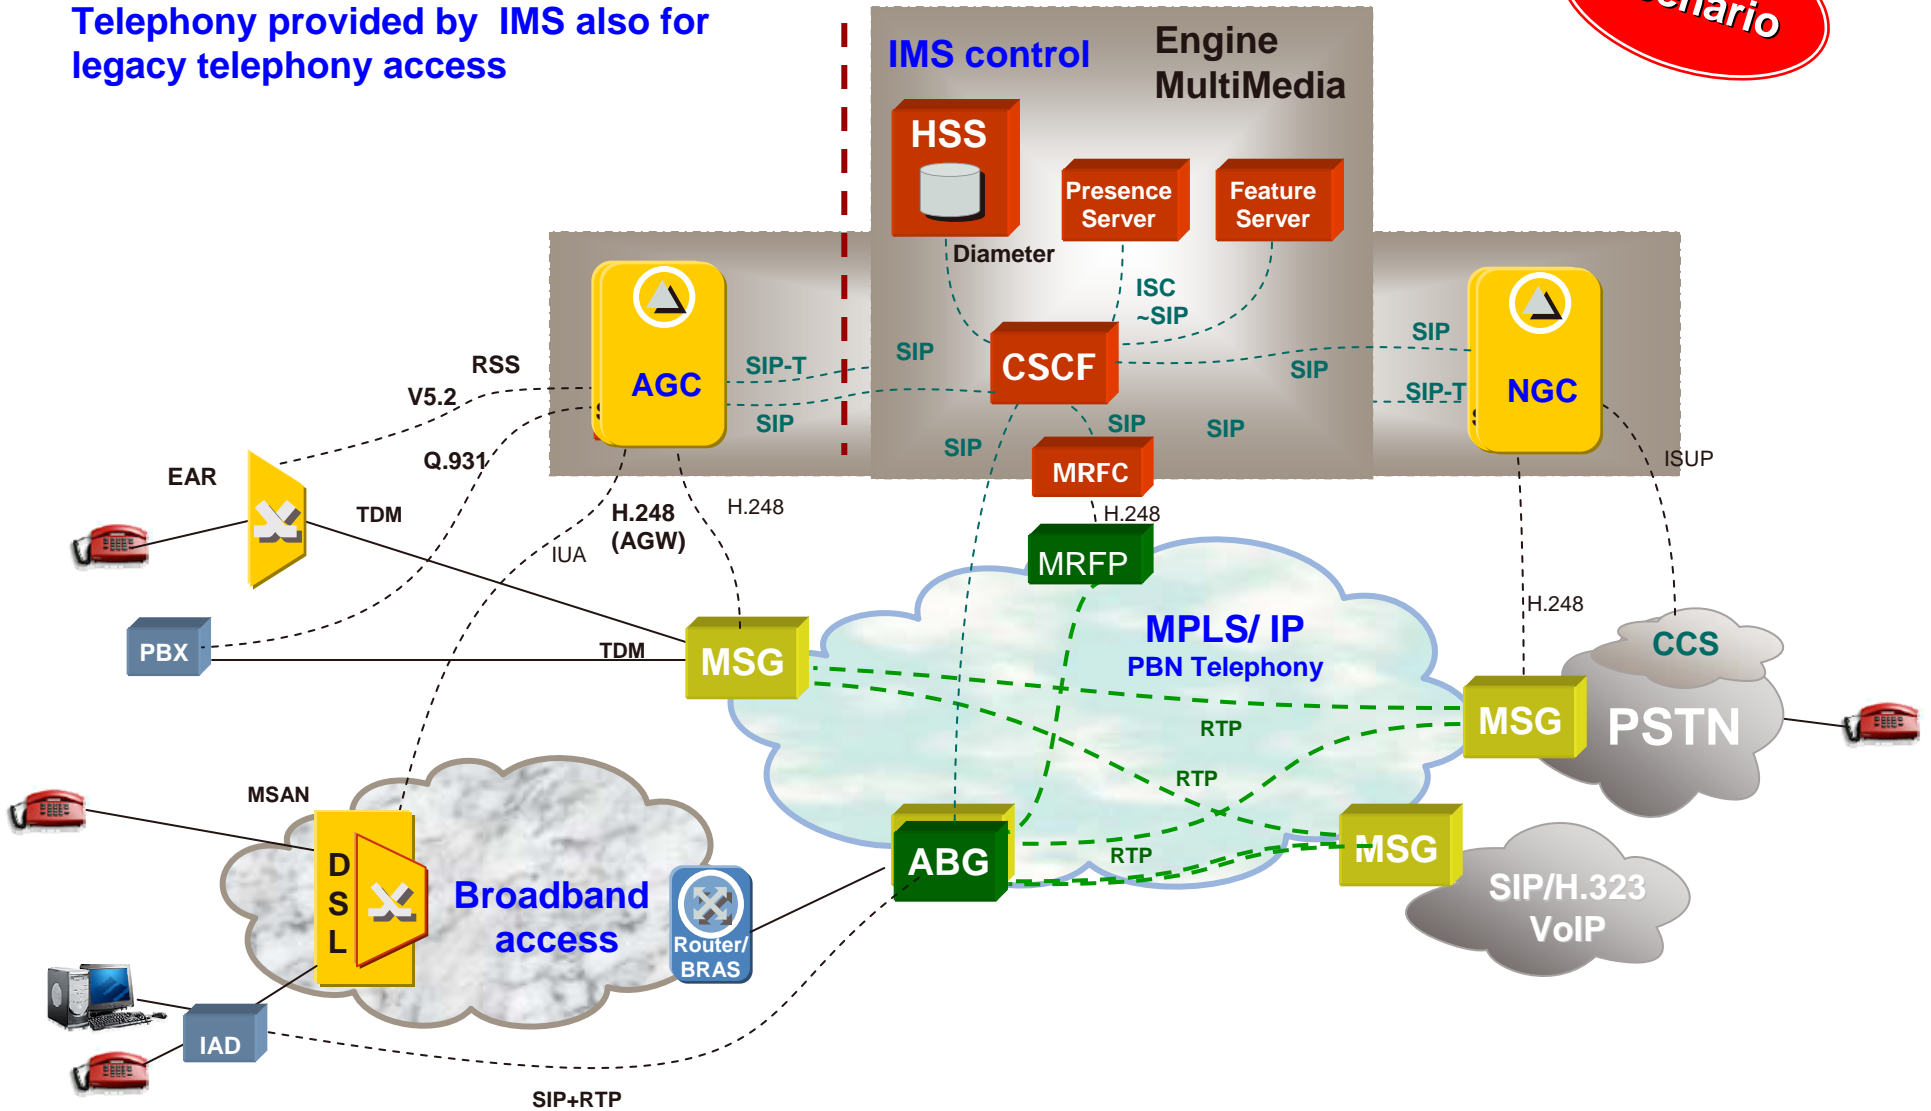 Telephony provided by  IMS also for
legacy telephony access
IMS control
Engine
MultiMedia
HSS
Presence
Server
Feature
Server
Diameter
ISC
~SIP
SIP
SIP-T
SIP
CSCF
SIP
SIP
SIP-T
SIP
SIP
SIP
AGC
NGC
RSS
V5.2
Q.931
EAR
TDM
IUA
H.248
(AGW)
H.248
MRFC
H.248
MRFP
ISUP
H.248
CCS
PBX
TDM
MSG
MPLS/ IP
PBN Telephony
MSG
PSTN
RTP
RTP
RTP
MSAN
D
S
L
Broadband
access
Router/
BRAS
ABG
MSG
SIP/H.323
VoIP
IAD
SIP+RTP